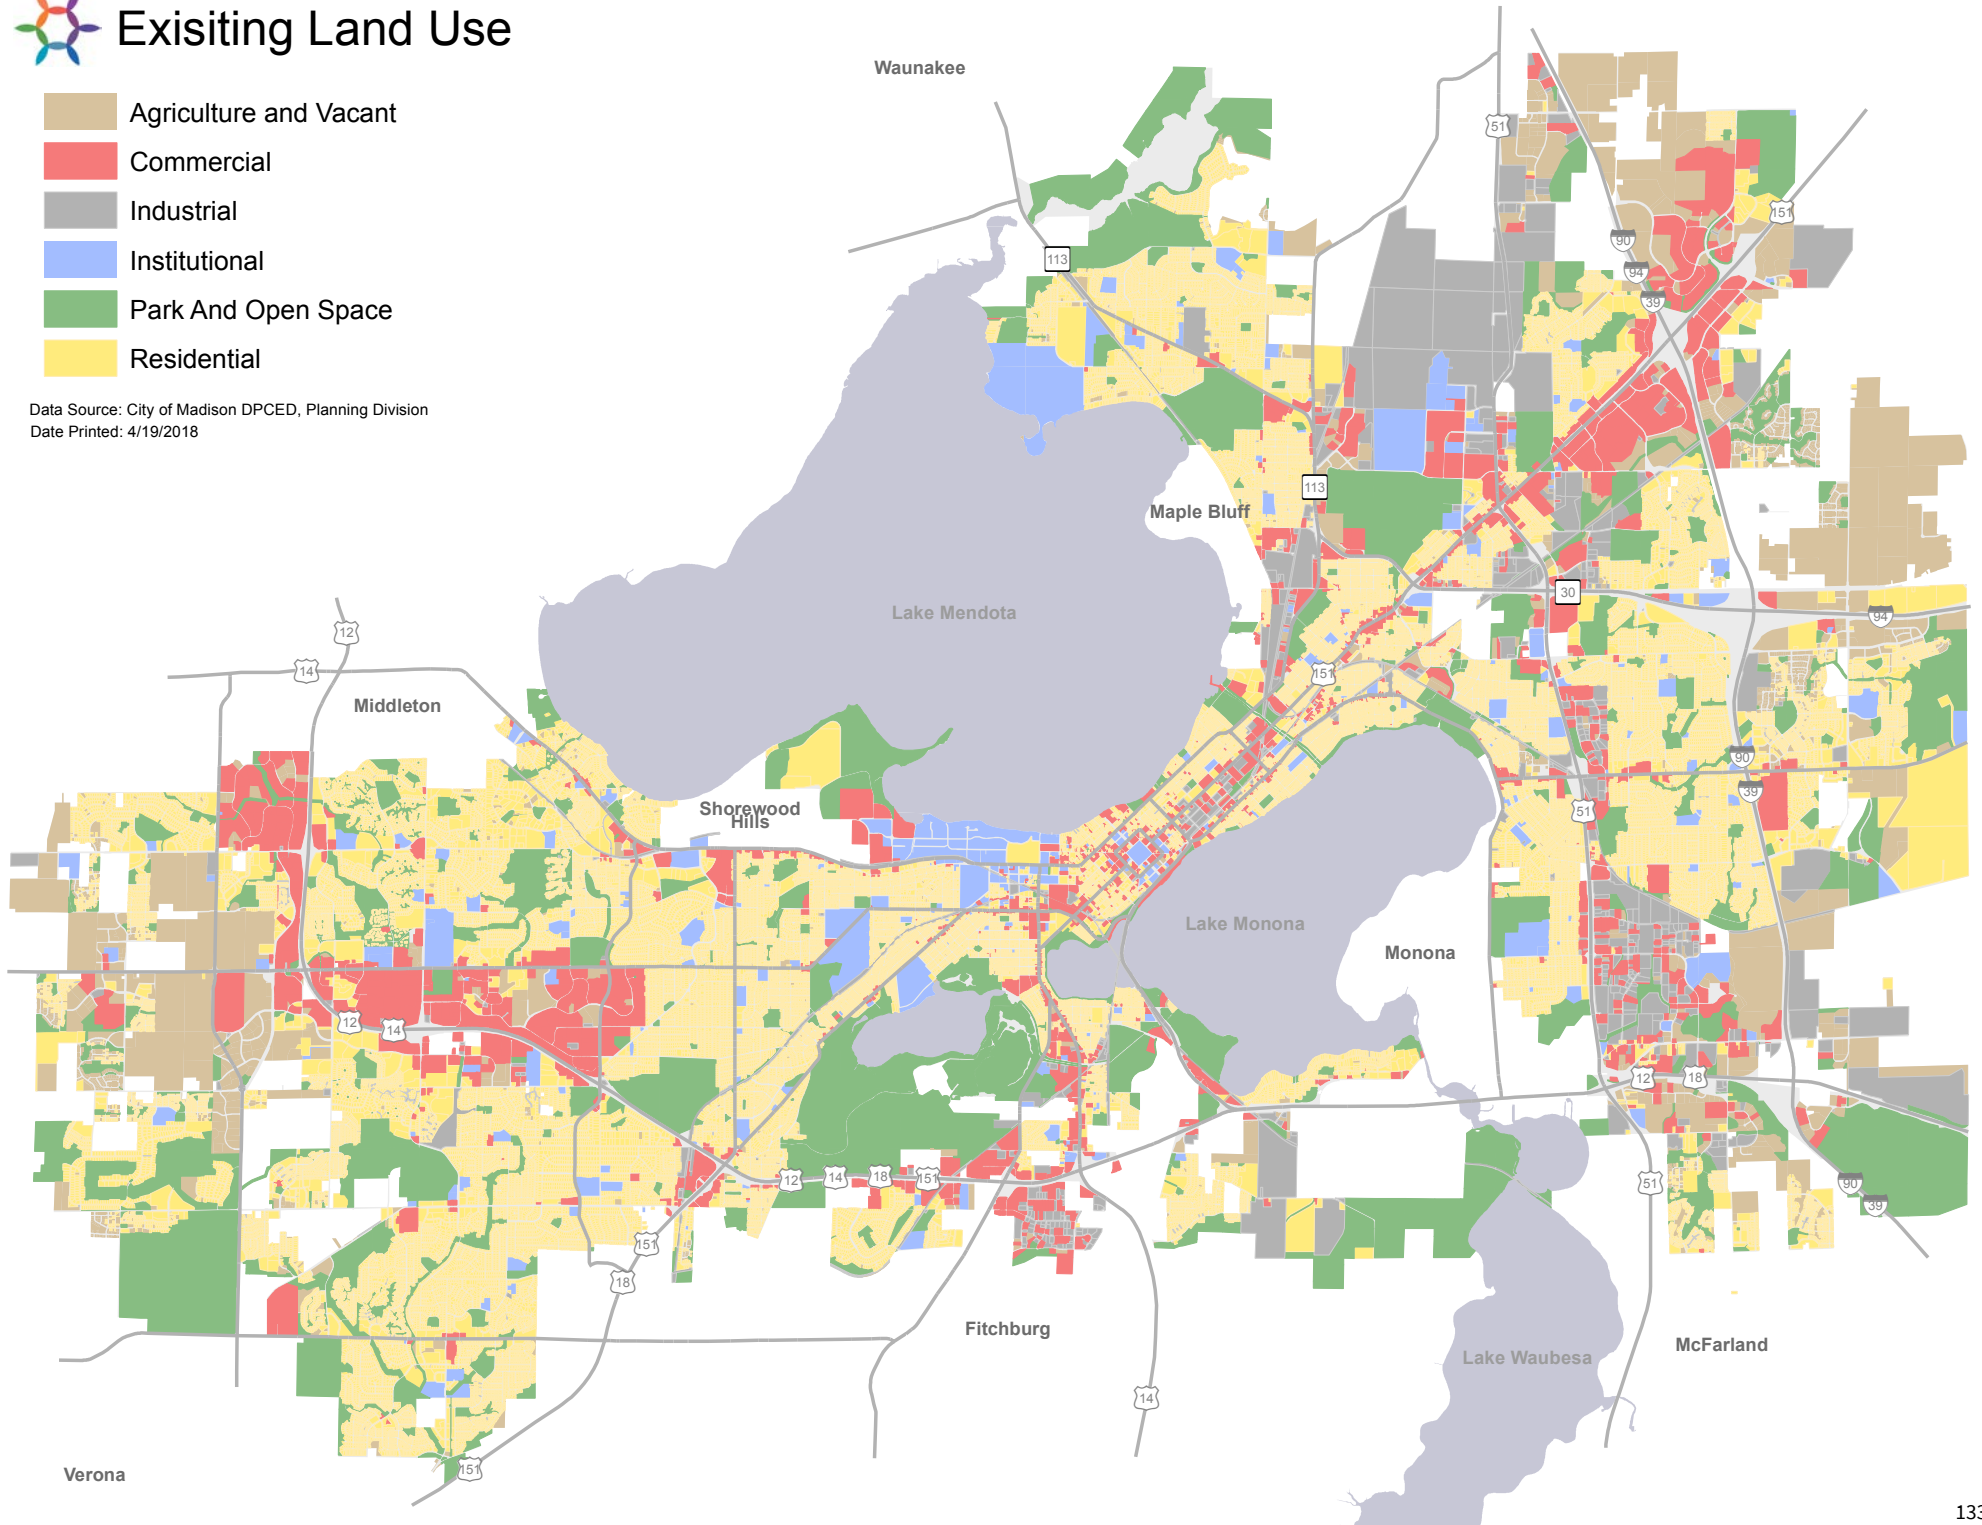 Exisiting Land Use
Agriculture and Vacant
Commercial
Industrial
Institutional
Park And Open Space
Residential
Data Source: City of Madison DPCED, Planning Division
Date Printed: 4/19/2018
Waunakee
51
151
90
94
39
113
113
Maple Bluff
30
94
Lake Mendota
12
14
151
Middleton
90
39
51
Shorewood
Hills
Lake Monona
Monona
12
14
12
18
12
14
18
151
51
90
39
151
18
Fitchburg
McFarland
Lake Waubesa
14
Verona
151
133